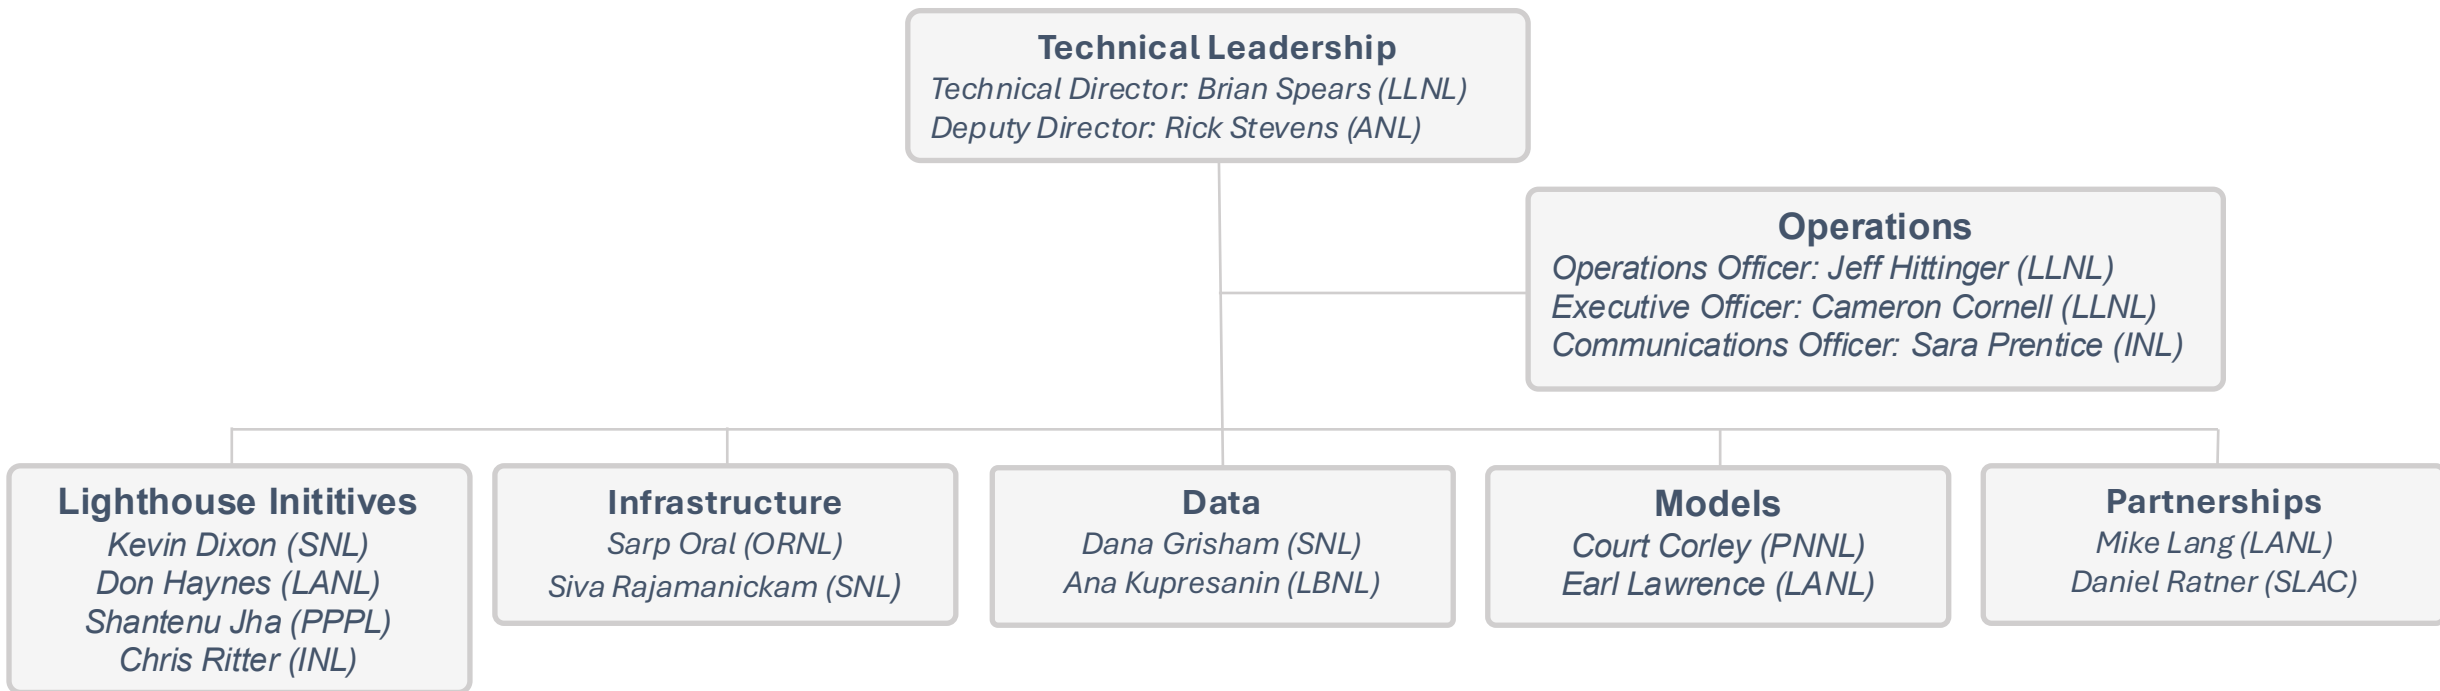 Technical Leadership
Technical Director: Brian Spears (LLNL)
Deputy Director: Rick Stevens (ANL)
Operations
Operations Officer: Jeff Hittinger (LLNL)
Executive Officer: Cameron Cornell (LLNL)
Communications Officer: Sara Prentice (INL)
Lighthouse Inititives
Kevin Dixon (SNL)
Don Haynes (LANL)
Shantenu Jha (PPPL)
Chris Ritter (INL)
Infrastructure
Sarp Oral (ORNL)
Siva Rajamanickam (SNL)
Data
Dana Grisham (SNL)
Ana Kupresanin (LBNL)
Models
Court Corley (PNNL)
Earl Lawrence (LANL)
Partnerships
Mike Lang (LANL)
Daniel Ratner (SLAC)